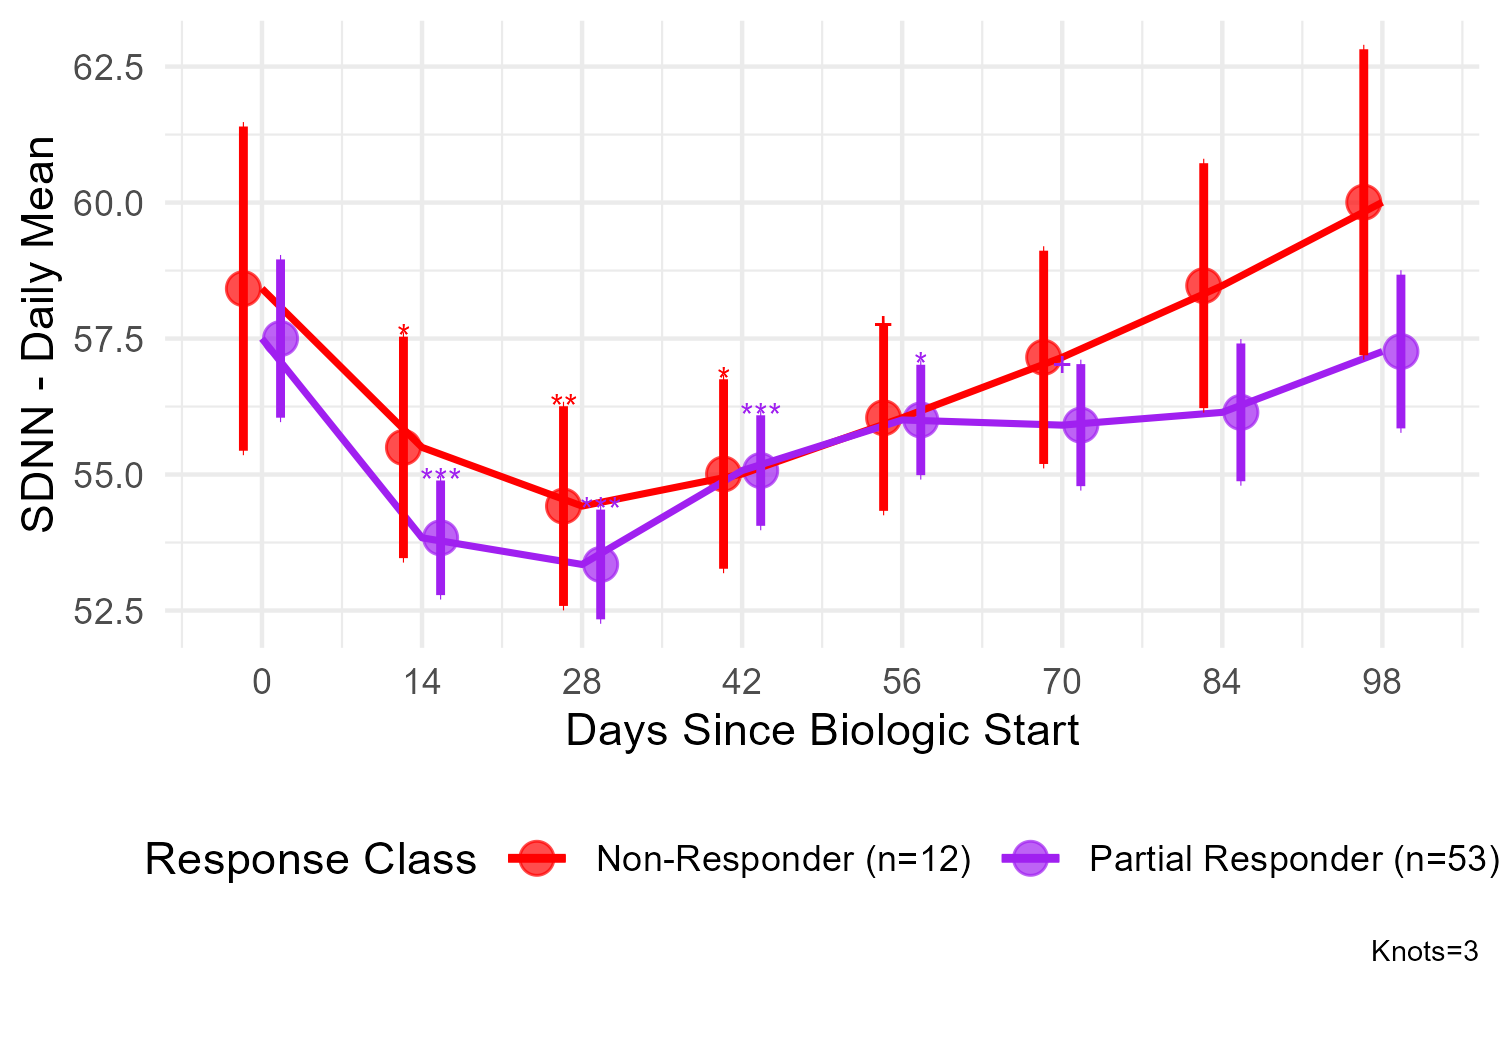 SDNN - Daily Mean
62.5
60.0
57.5
55.0
52.5
*
**
*
+
***
***
***
*
+
0 14 28 42 56 70 84 98
Days Since Biologic Start
Response Class Non-Responder (n=12) Partial Responder (n=53)
Knots=3